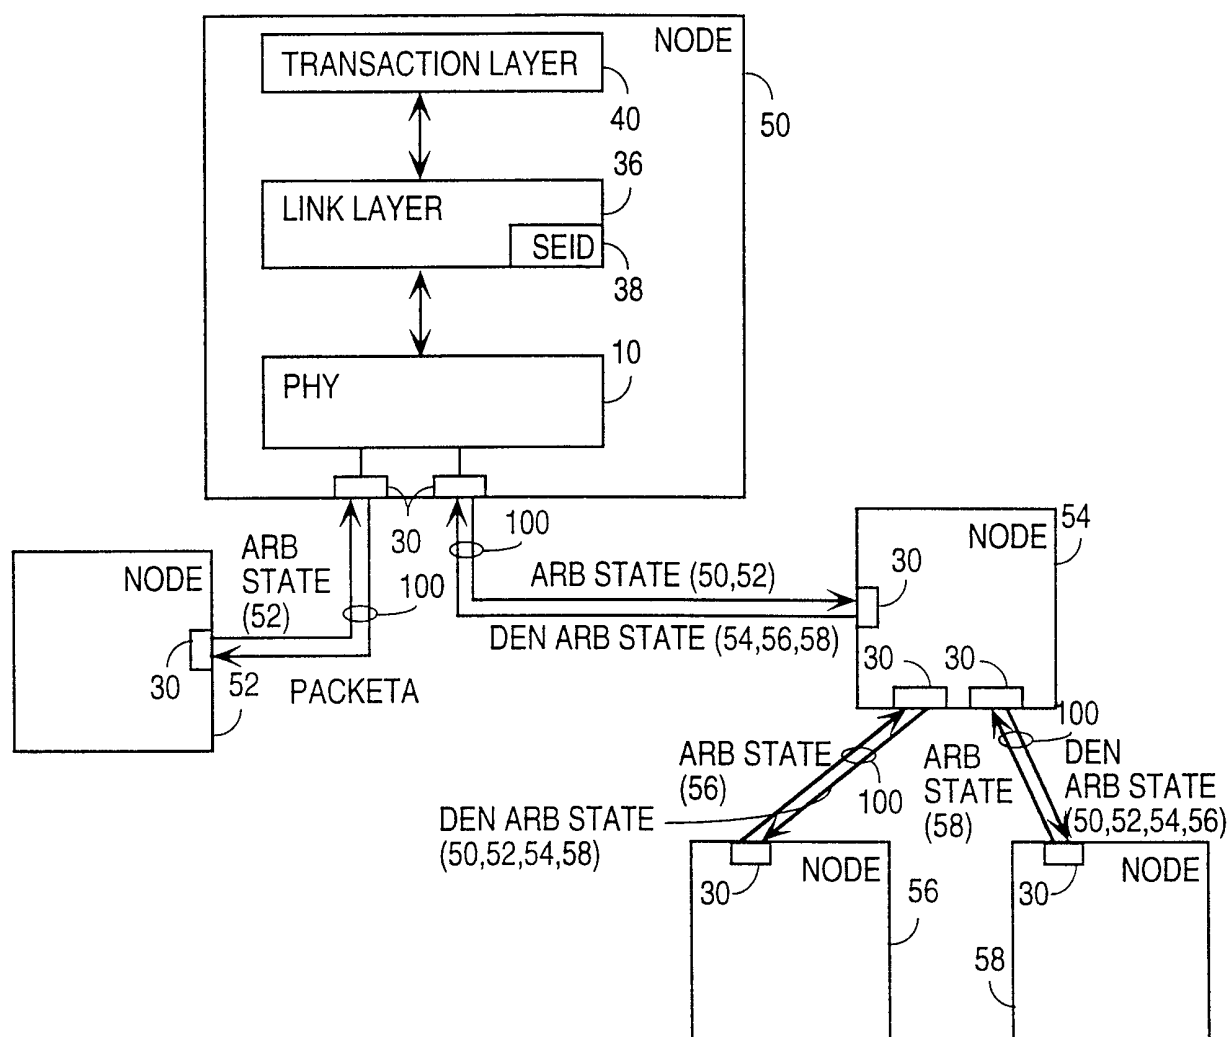 NODE
TRANSACTION LAYER
40
50
36
LINK LAYER
SEID
38
10
PHY
30
100
54
NODE
ARB
STATE
(52)
100
NODE
30
52
PACKETA
ARB STATE (50,52)
DEN ARB STATE (54,56,58)
30
30
30
100
ARB STATE
(56)
100
ARB
STATE
(58)
DEN
ARB STATE
(50,52,54,56)
DEN ARB STATE
(50,52,54,58)
NODE
30
56
NODE
30
58